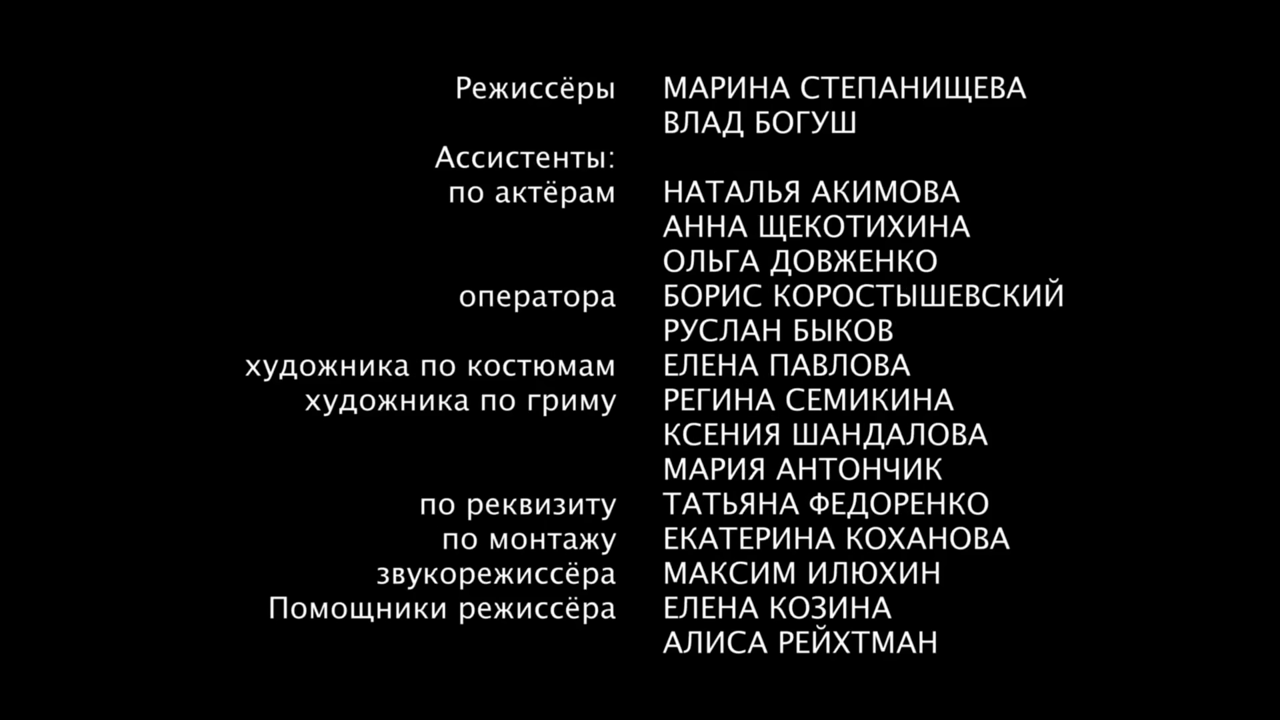 Режиссёры МАРИНА СТЕПАНИЩЕВА
ВЛАД БОГУШ
Ассистенты:
по актёрам НАТАЛЬЯ АКИМОВА
АННА ЩЕКОТИХИНА
ОЛЬГА ДОВЖЕНКО
оператора БОРИС КОРОСТЫШЕВСКИЙ
РУСЛАН БЫКОВ
художника по костюмам ЕЛЕНА ПАВЛОВА
художника по гриму РЕГИНА СЕМИКИНА
КСЕНИЯ ШАНДАЛОВА
МАРИЯ АНТОНЧИК
по реквизиту ТАТЬЯНА ФЕДОРЕНКО
по монтажу ЕКАТЕРИНА КОХАНОВА
звукорежиссёра МАКСИМ ИЛЮХИН
Помощники режиссёра ЕЛЕНА КОЗИНА
АЛИСА РЕЙХТМАН